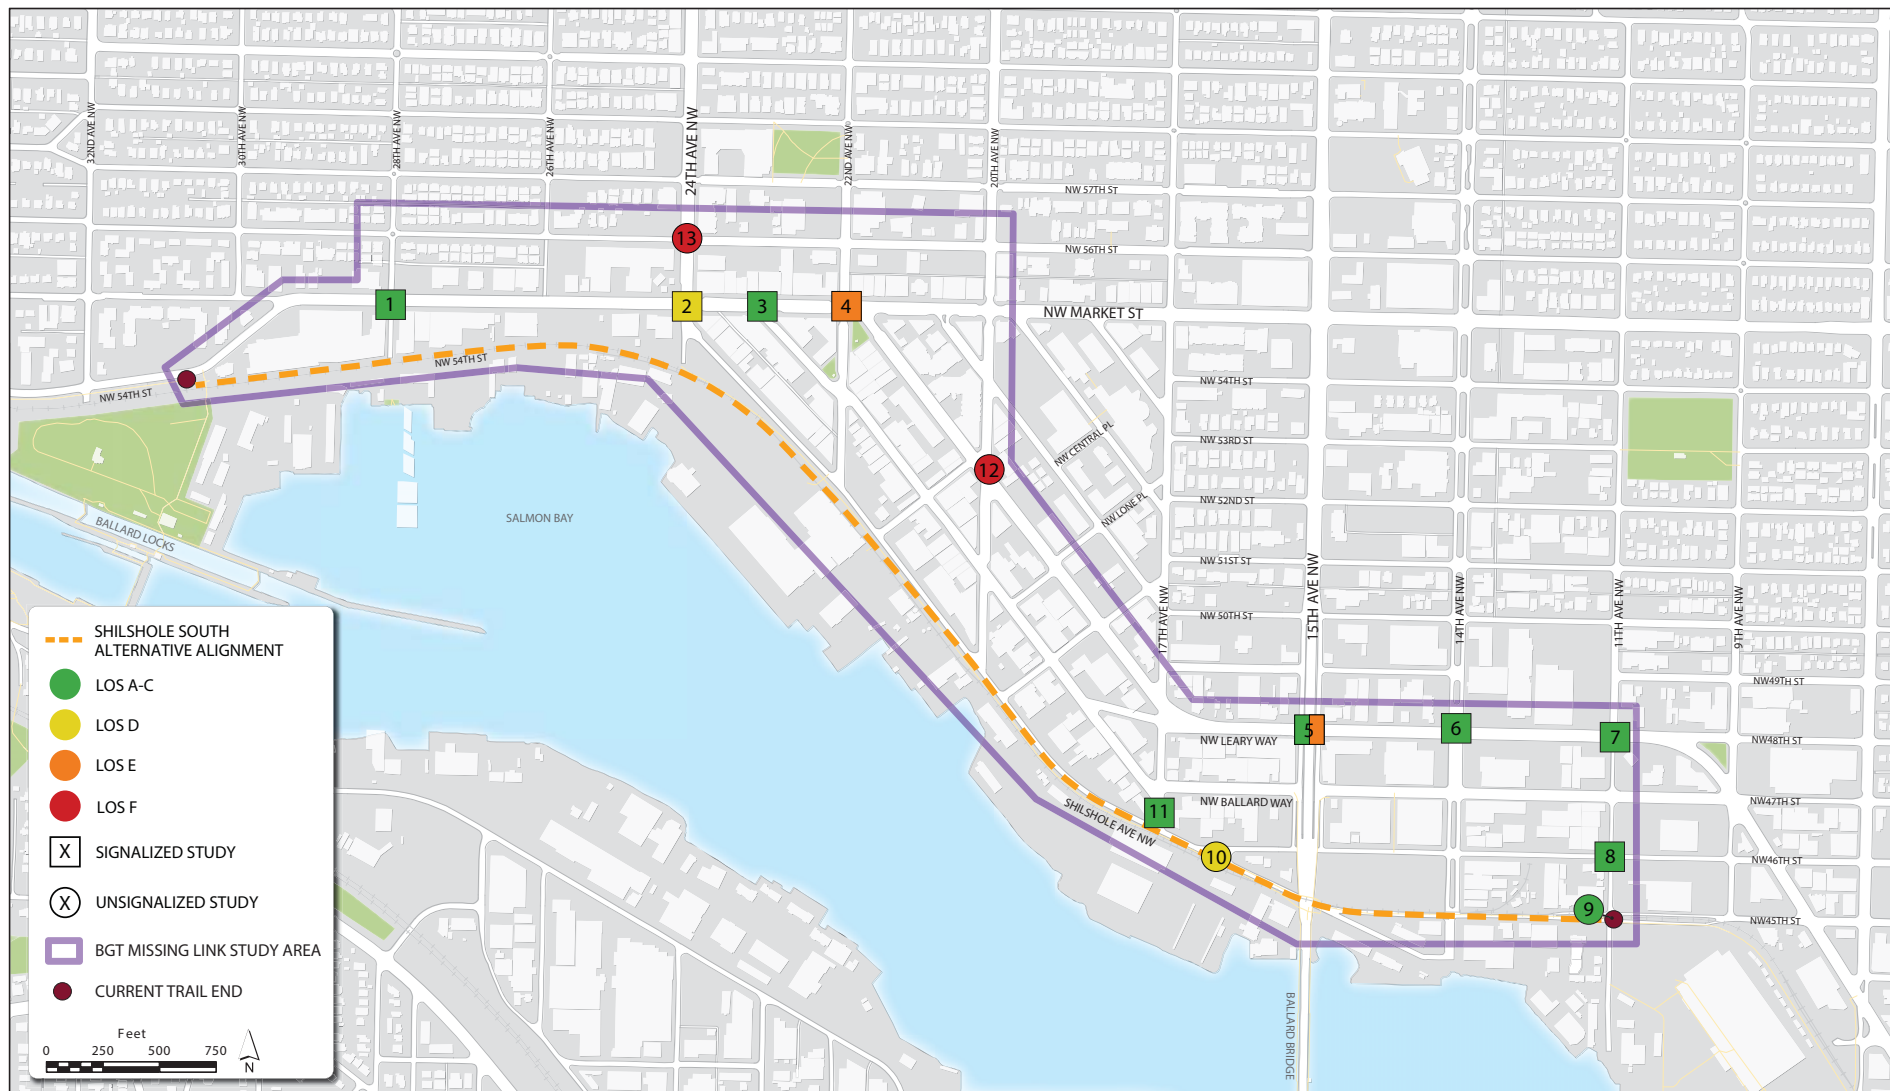 32ND AVE NW
30TH AVE NW
28TH AVE NW
26TH AVE NW
24TH AVE NW
22ND AVE NW
20TH AVE NW
NW 57TH ST
13
NW 56TH ST
1
2
3
4
NW MARKET ST
NW 54TH ST
NW 54TH ST
NW 54TH ST
NW 53RD ST
NW CENTRAL PL
12
NW 52ND ST
NW LONE PL
SALMON BAY
BALLARD LOCKS
NW 51ST ST
NW 50TH ST
17TH AVE NW
15TH AVE NW
14TH AVE NW
11TH AVE NW
9TH AVE NW
NW49TH ST
5
6
7
NW LEARY WAY
NW48TH ST
11
NW BALLARD WAY
NW47TH ST
SHILSHOLE AVE NW
10
8
NW46TH ST
9
NW45TH ST
BALLARD BRIDGE
SHILSHOLE SOUTH
ALTERNATIVE ALIGNMENT
LOS A-C
LOS D
LOS E
LOS F
X SIGNALIZED STUDY
X UNSIGNALIZED STUDY
BGT MISSING LINK STUDY AREA
CURRENT TRAIL END
Feet
0 250 500 750
N